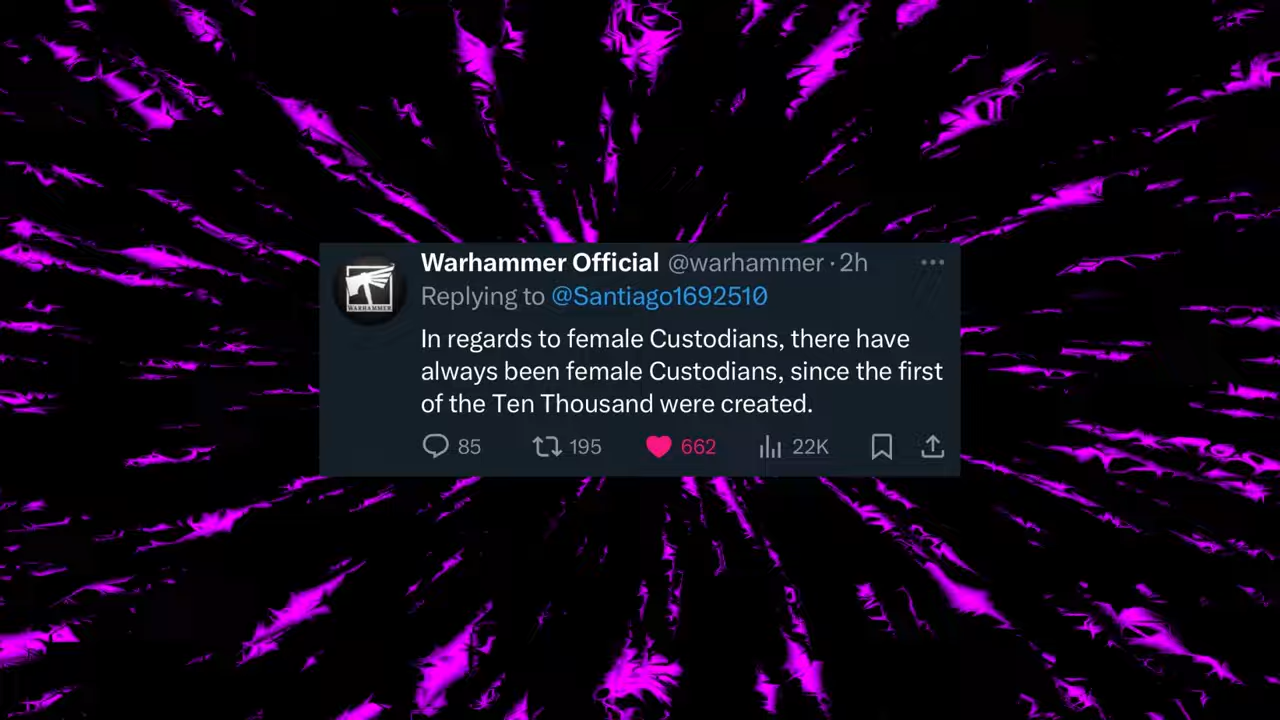 Warhammer Official @warhammer · 2h
Replying to @Santiago1692510
In regards to female Custodians, there have
always been female Custodians, since the first
of the Ten Thousand were created.
85 195 662 22K
WARHAMMER